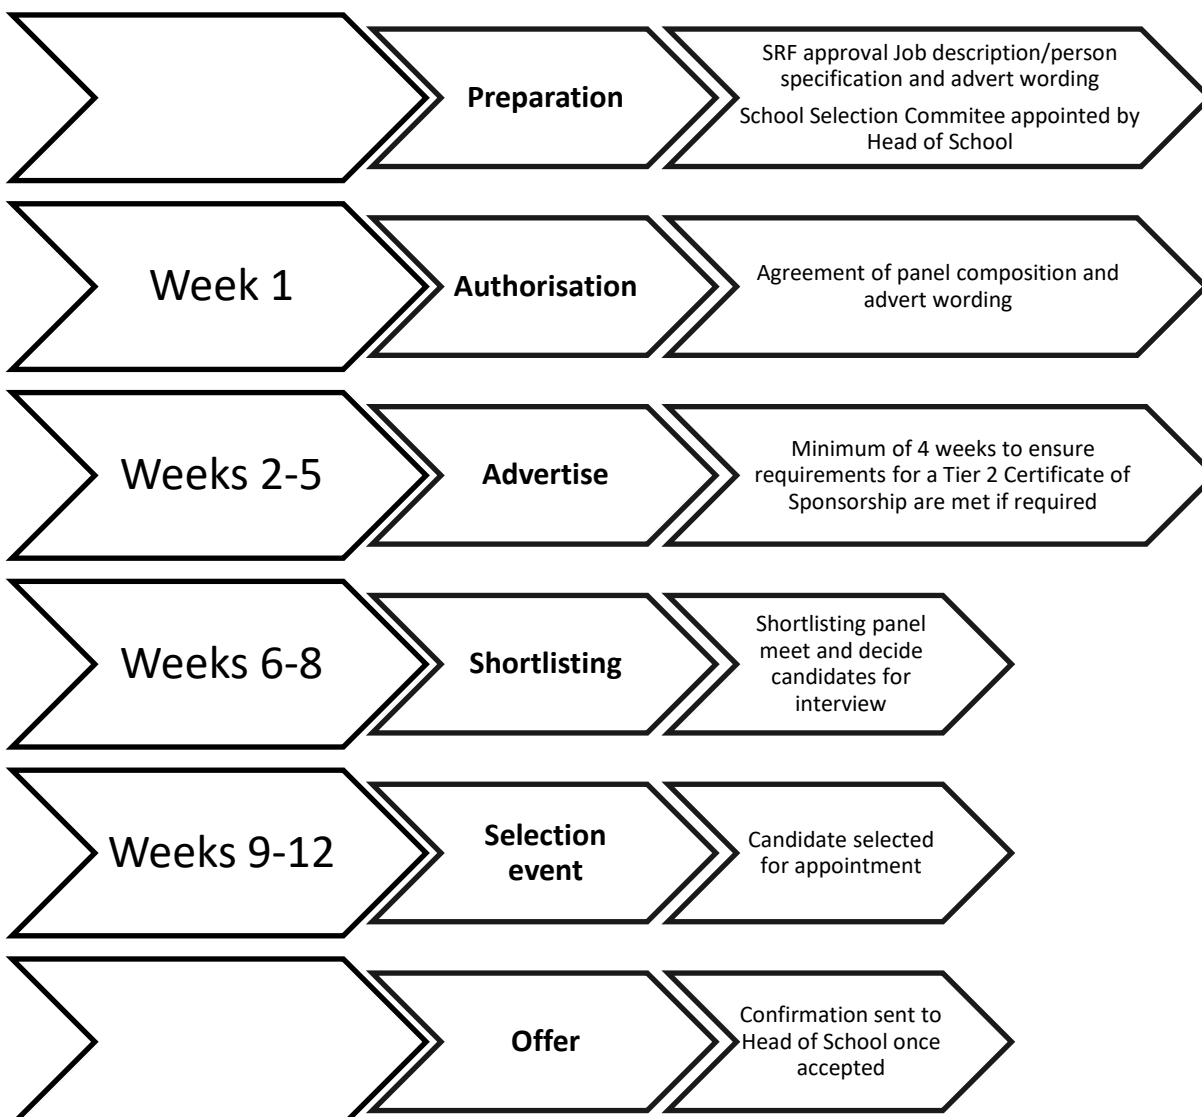 Preparation
SRF approval Job description/person
specification and advert wording
School Selection Commitee appointed by
Head of School
Week 1
Authorisation
Agreement of panel composition and
advert wording
Weeks 2-5
Advertise
Minimum of 4 weeks to ensure
requirements for a Tier 2 Certificate of
Sponsorship are met if required
Weeks 6-8
Shortlisting
Shortlisting panel
meet and decide
candidates for
interview
Weeks 9-12
Selection
event
Candidate selected
for appointment
Offer
Confirmation sent to
Head of School once
accepted